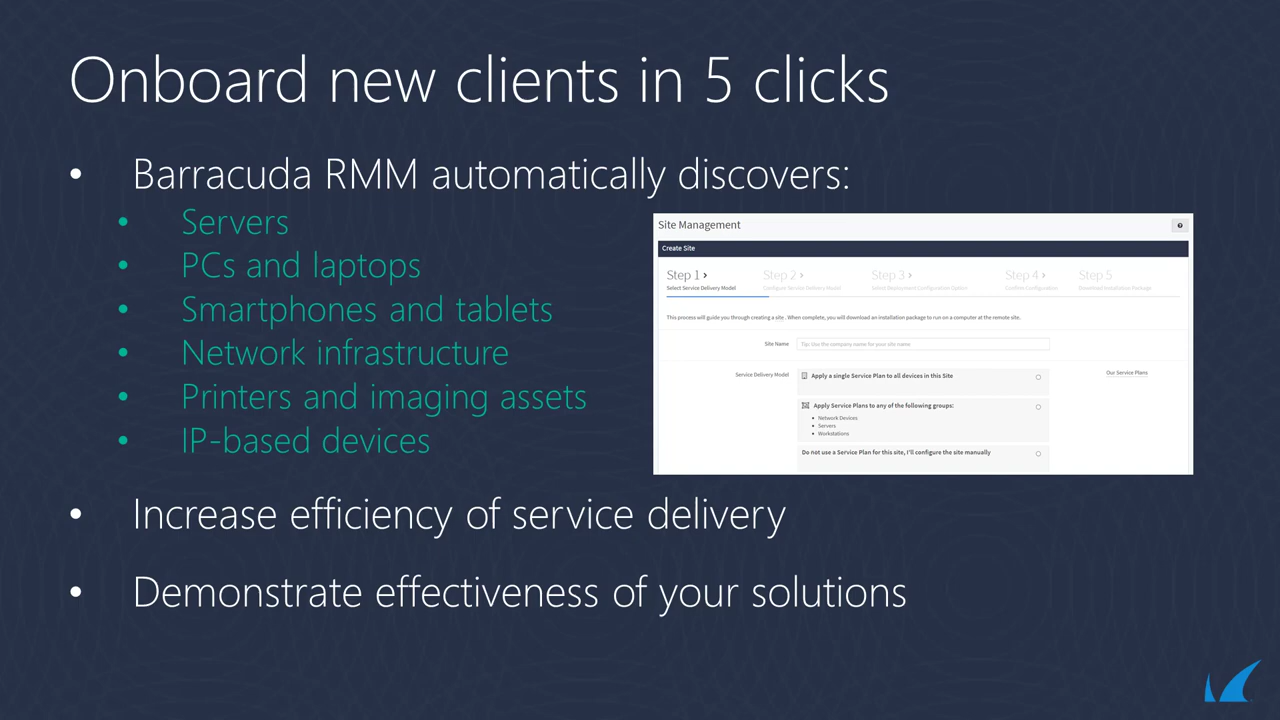 Onboard new clients in 5 clicks
• Barracuda RMM automatically discovers:
• Servers
• PCs and laptops
• Smartphones and tablets
• Network infrastructure
• Printers and imaging assets
• IP-based devices
Site Management
Create Site
Step 1 > Step 2 > Step 3 > Step 4 > Step 5
Select Service Delivery Model Configure Service Delivery Model Select Deployment Configuration Option Confirm Configuration Download Installation Package
This process will guide you through creating a site . When complete, you will download an installation package to run on a computer at the remote site.
Site Name Tip: Use the company name for your site name
Service Delivery Model Apply a single Service Plan to all devices in this Site Our Service Plans
Apply Service Plans to any of the following groups:
• Network Devices
• Servers
• Workstations
Do not use a Service Plan for this site, I'll configure the site manually
• Increase efficiency of service delivery
• Demonstrate effectiveness of your solutions